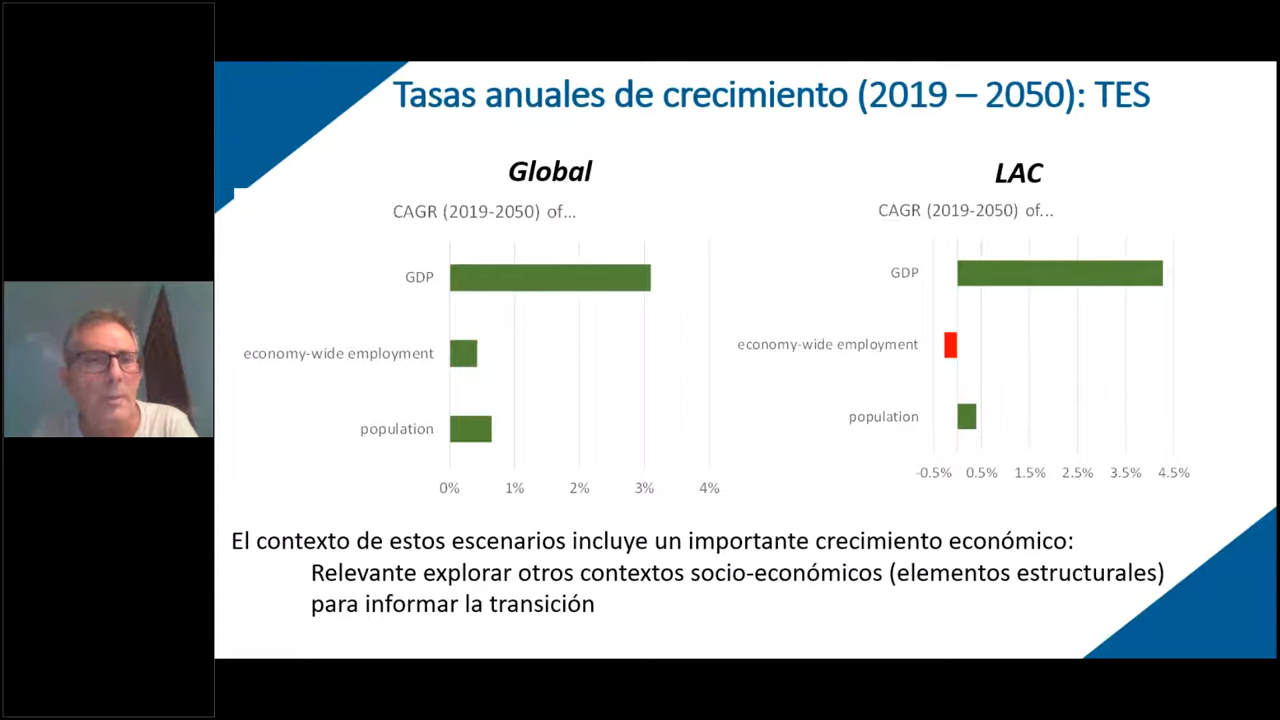 Tasas anuales de crecimiento (2019 – 2050): TES
Global
CAGR (2019-2050) of...
GDP
economy-wide employment
population
0% 1% 2% 3% 4%
LAC
CAGR (2019-2050) of...
GDP
economy-wide employment
population
-0.5% 0.5% 1.5% 2.5% 3.5% 4.5%
El contexto de estos escenarios incluye un importante crecimiento económico:
Relevante explorar otros contextos socio-económicos (elementos estructurales)
para informar la transición